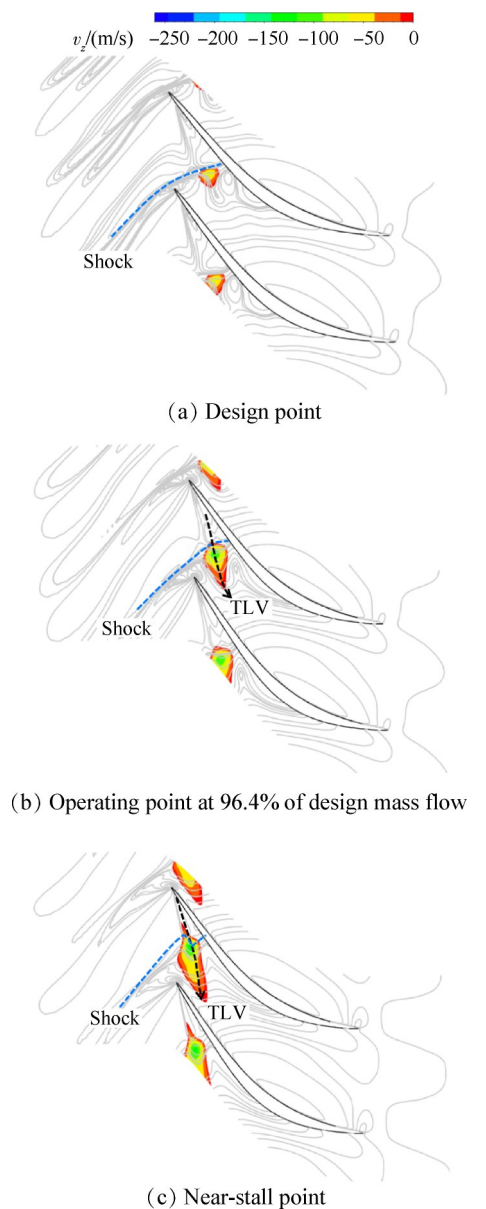 v_z/(m/s) −250 −200 −150 −100 −50 0
Shock
(a) Design point
Shock
TLV
(b) Operating point at 96.4% of design mass flow
Shock
TLV
(c) Near-stall point